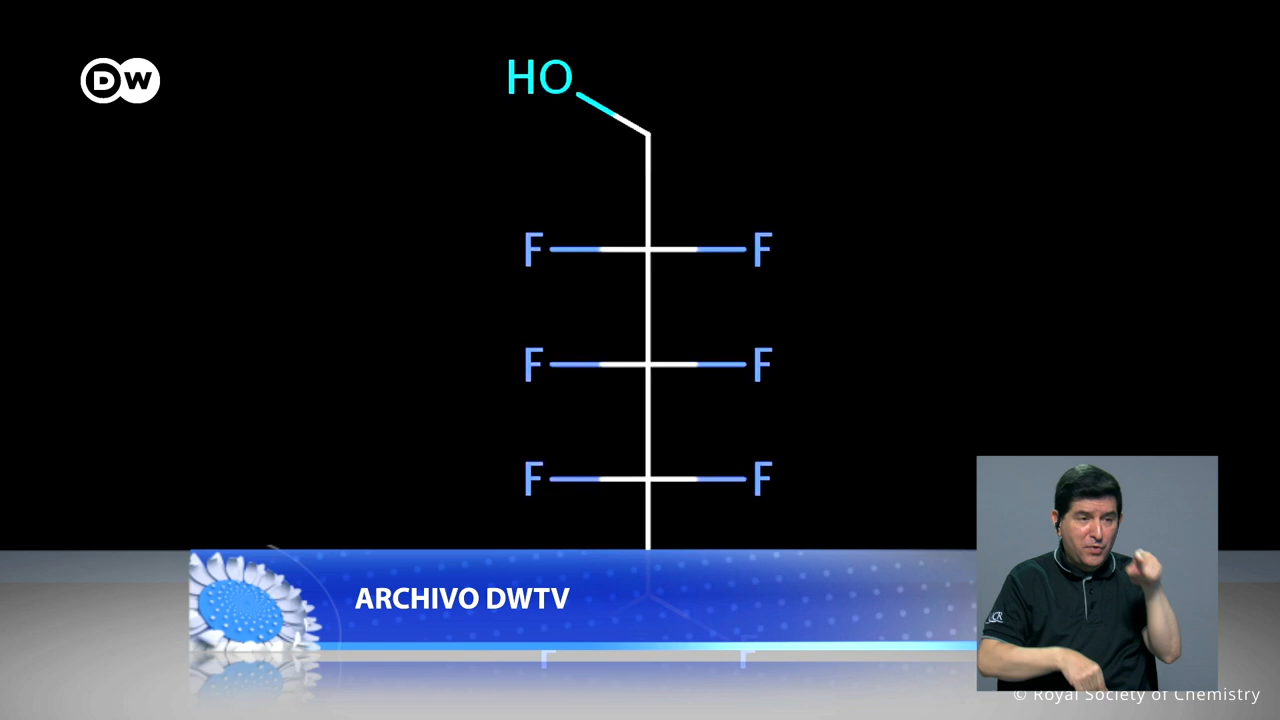 DW
HO
F F
F F
F F
ARCHIVO DWTV
F F
© Royal Society of Chemistry